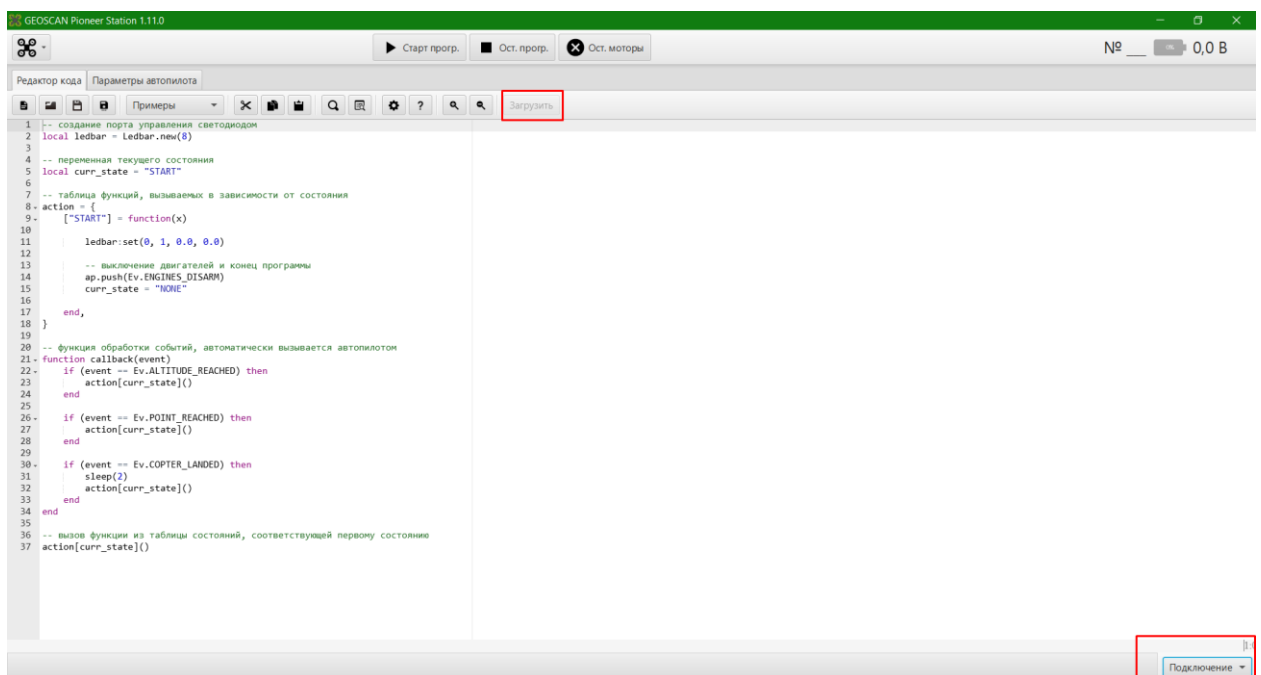 GEOSCAN Pioneer Station 1.11.0
Старт прогр. Ост. прогр. Ост. моторы № __ 0% 0,0 В
Редактор кода Параметры автопилота
Примеры ? Загрузить
1 -- создание порта управления светодиодом
2 local ledbar = Ledbar.new(8)
3
4 -- переменная текущего состояния
5 local curr_state = "START"
6
7 -- таблица функций, вызываемых в зависимости от состояния
8 action = {
9 ["START"] = function(x)
10
11 ledbar:set(0, 1, 0.0, 0.0)
12
13 -- выключение двигателей и конец программы
14 ap.push(Ev.ENGINES_DISARM)
15 curr_state = "NONE"
16
17 end,
18 }
19
20 -- функция обработки событий, автоматически вызывается автопилотом
21 function callback(event)
22 if (event == Ev.ALTITUDE_REACHED) then
23 action[curr_state]()
24 end
25
26 if (event == Ev.POINT_REACHED) then
27 action[curr_state]()
28 end
29
30 if (event == Ev.COPTER_LANDED) then
31 sleep(2)
32 action[curr_state]()
33 end
34 end
35
36 -- вызов функции из таблицы состояний, соответствующей первому состоянию
37 action[curr_state]()
Подключение